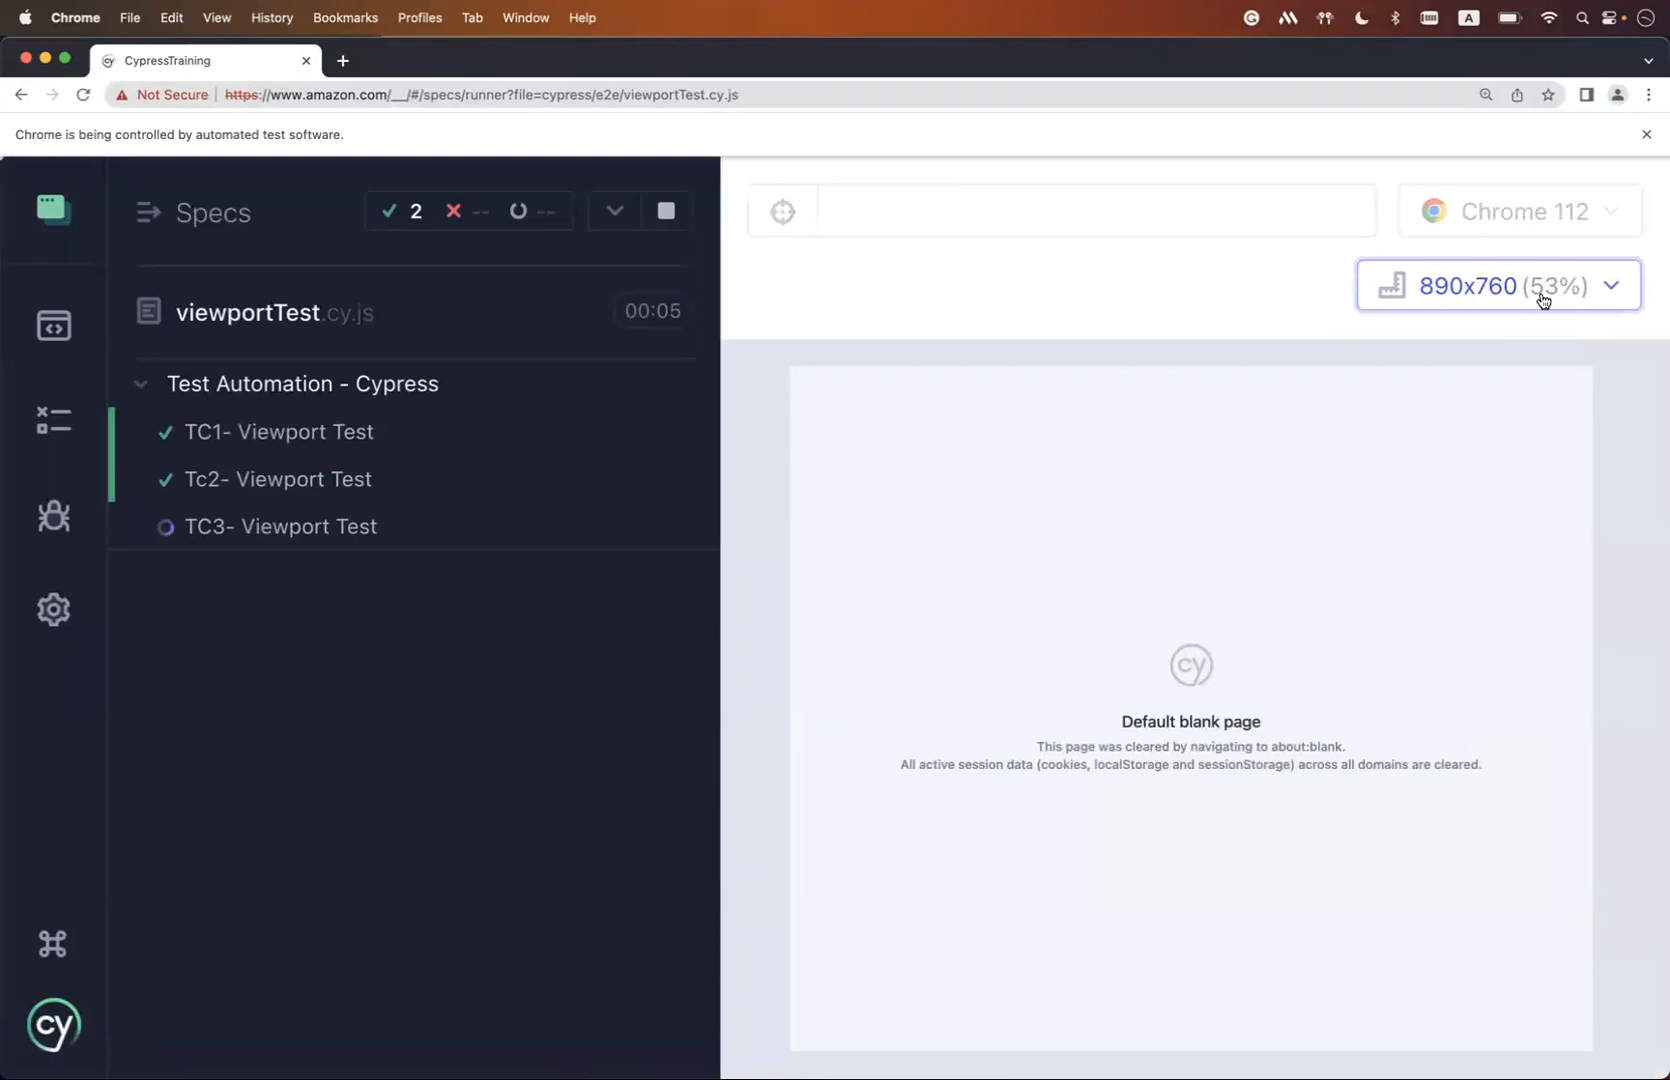 Chrome File Edit View History Bookmarks Profiles Tab Window Help A
CypressTraining
Not Secure https://www.amazon.com/__/#/specs/runner?file=cypress/e2e/viewportTest.cy.js
Chrome is being controlled by automated test software.
Specs 2 -- --
Chrome 112
890x760 (53%)
viewportTest.cy.js 00:05
Test Automation - Cypress
TC1- Viewport Test
Tc2- Viewport Test
TC3- Viewport Test
cy
Default blank page
This page was cleared by navigating to about:blank.
All active session data (cookies, localStorage and sessionStorage) across all domains are cleared.
cy